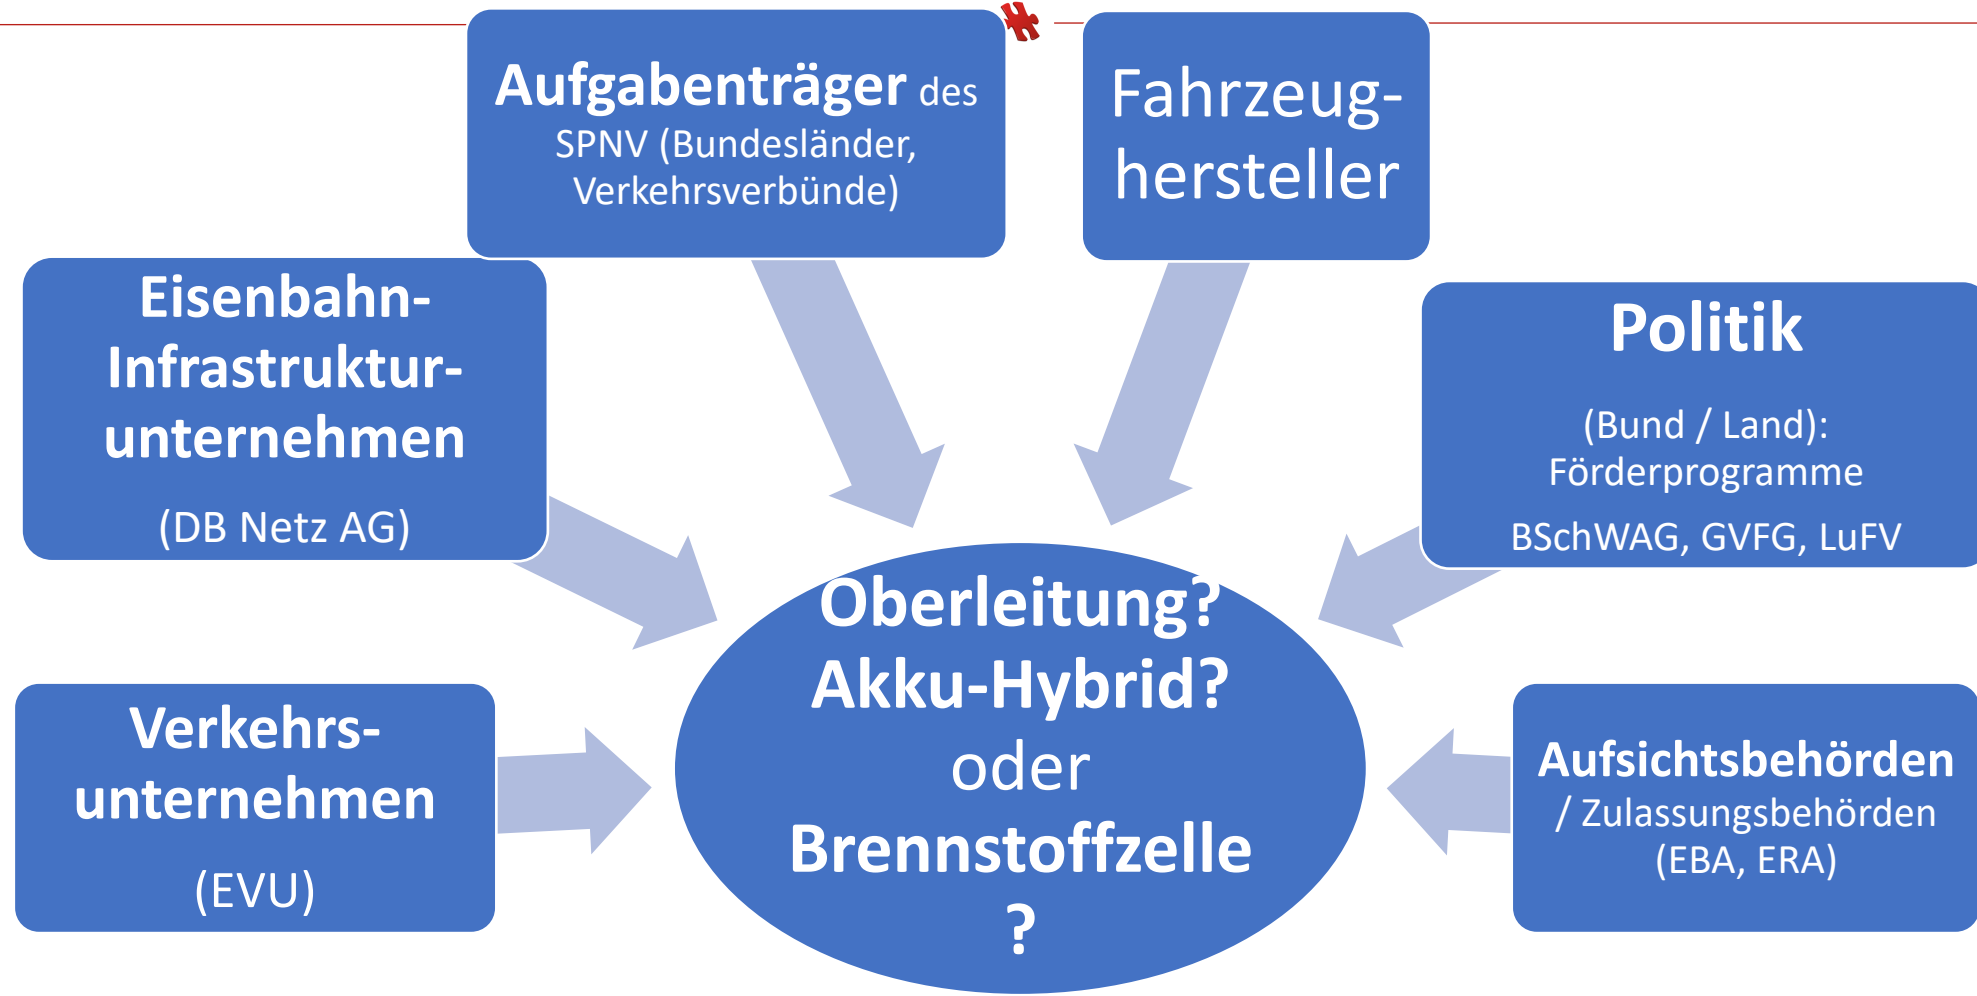 Aufgabenträger des
SPNV (Bundesländer,
Verkehrsverbünde)
Fahrzeug-
hersteller
Eisenbahn-
Infrastruktur-
unternehmen
(DB Netz AG)
Politik
(Bund / Land):
Förderprogramme
BSchWAG, GVFG, LuFV
Verkehrs-
unternehmen
(EVU)
Oberleitung?
Akku-Hybrid?
oder
Brennstoffzelle
?
Aufsichtsbehörden
/ Zulassungsbehörden
(EBA, ERA)